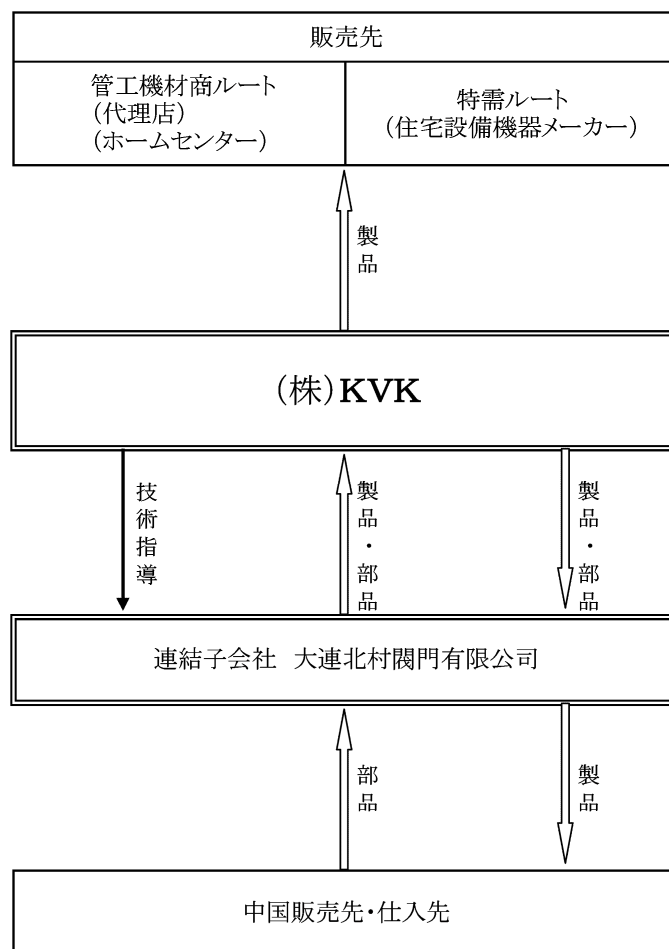 販売先
管工機材商ルート
(代理店)
(ホームセンター)
特需ルート
(住宅設備機器メーカー)
製品
(株)KVK
技術指導
製品・部品
製品・部品
連結子会社　大連北村閥門有限公司
部品
製品
中国販売先・仕入先